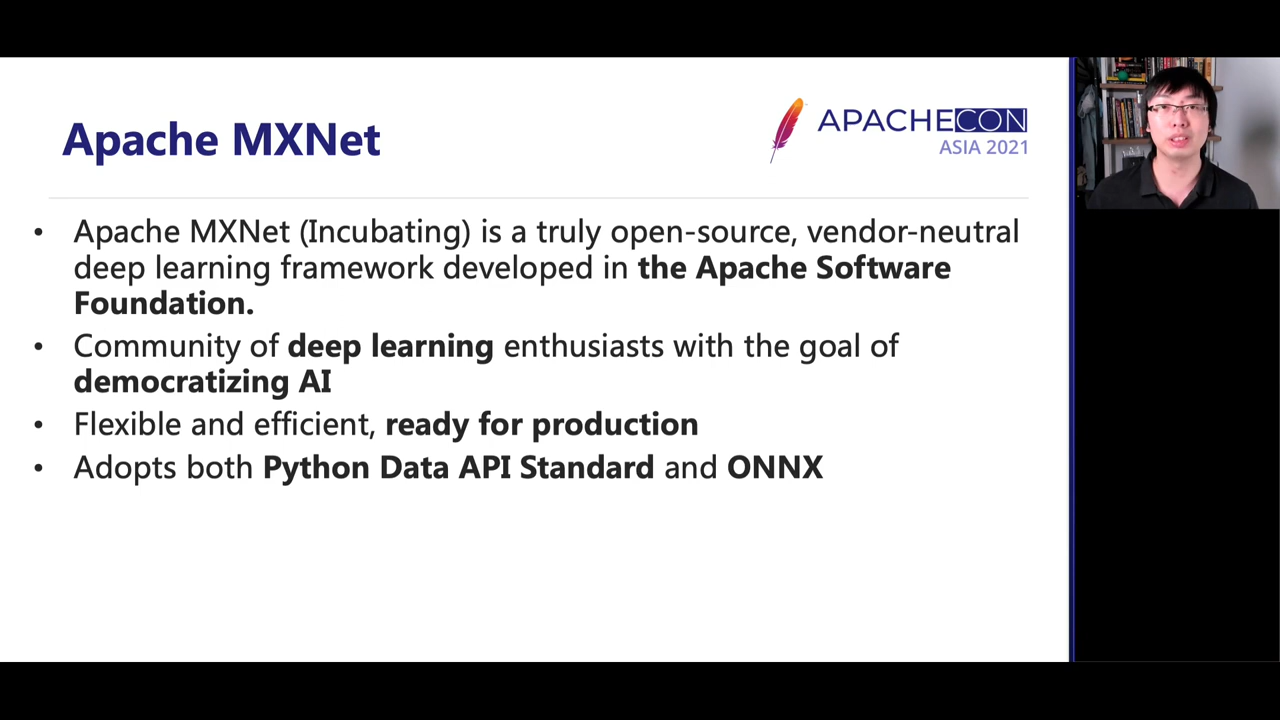 Apache MXNet
APACHECON
ASIA 2021
• Apache MXNet (Incubating) is a truly open-source, vendor-neutral
deep learning framework developed in the Apache Software
Foundation.
• Community of deep learning enthusiasts with the goal of
democratizing AI
• Flexible and efficient, ready for production
• Adopts both Python Data API Standard and ONNX